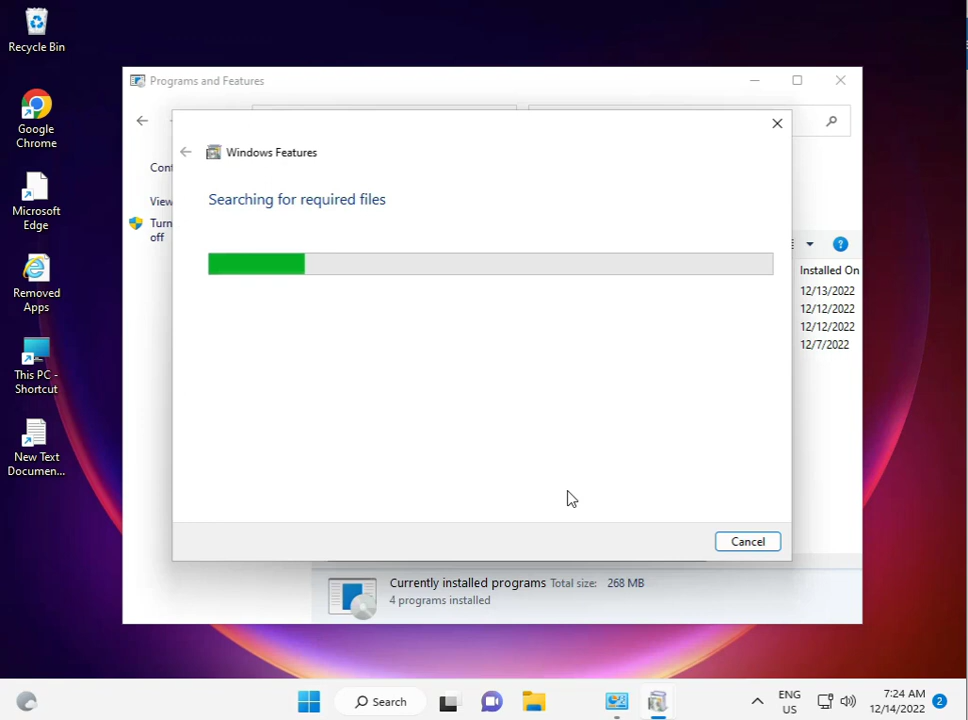 Recycle Bin
Google
Chrome
Microsoft
Edge
Removed
Apps
This PC -
Shortcut
New Text
Documen...
Programs and Features
View
Turn
off
Windows Features
Searching for required files
Cancel
Installed On
12/13/2022
12/12/2022
12/12/2022
12/7/2022
Currently installed programs Total size: 268 MB
4 programs installed
Search
ENG
US
7:24 AM
12/14/2022
2